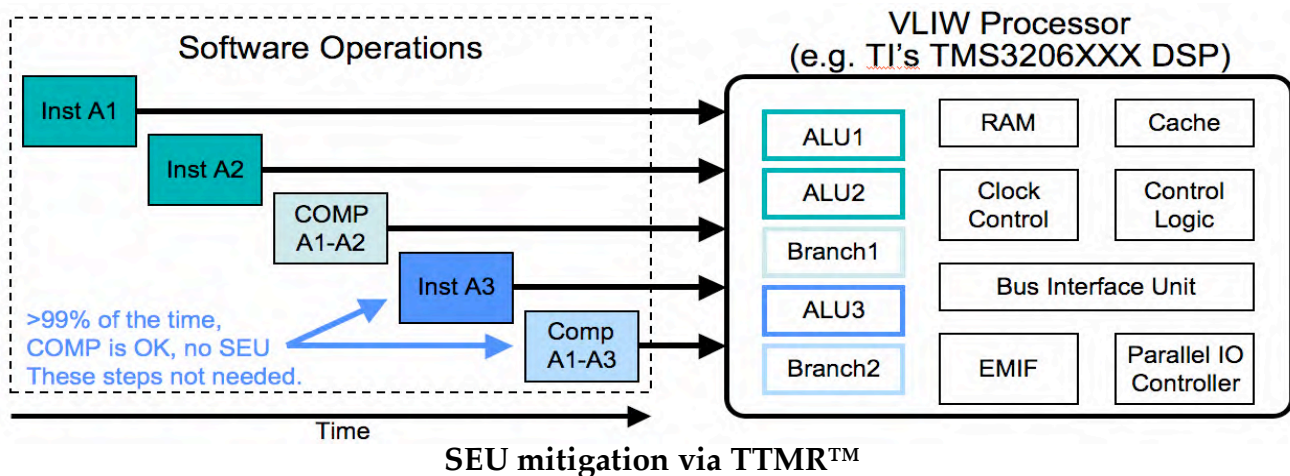 Software Operations
Inst A1
Inst A2
COMP
A1-A2
Inst A3
Comp
A1-A3
>99% of the time,
COMP is OK, no SEU
These steps not needed.
Time
VLIW Processor
(e.g. TI's TMS3206XXX DSP)
ALU1
ALU2
Branch1
ALU3
Branch2
RAM
Cache
Clock
Control
Control
Logic
Bus Interface Unit
EMIF
Parallel IO
Controller
SEU mitigation via TTMR™